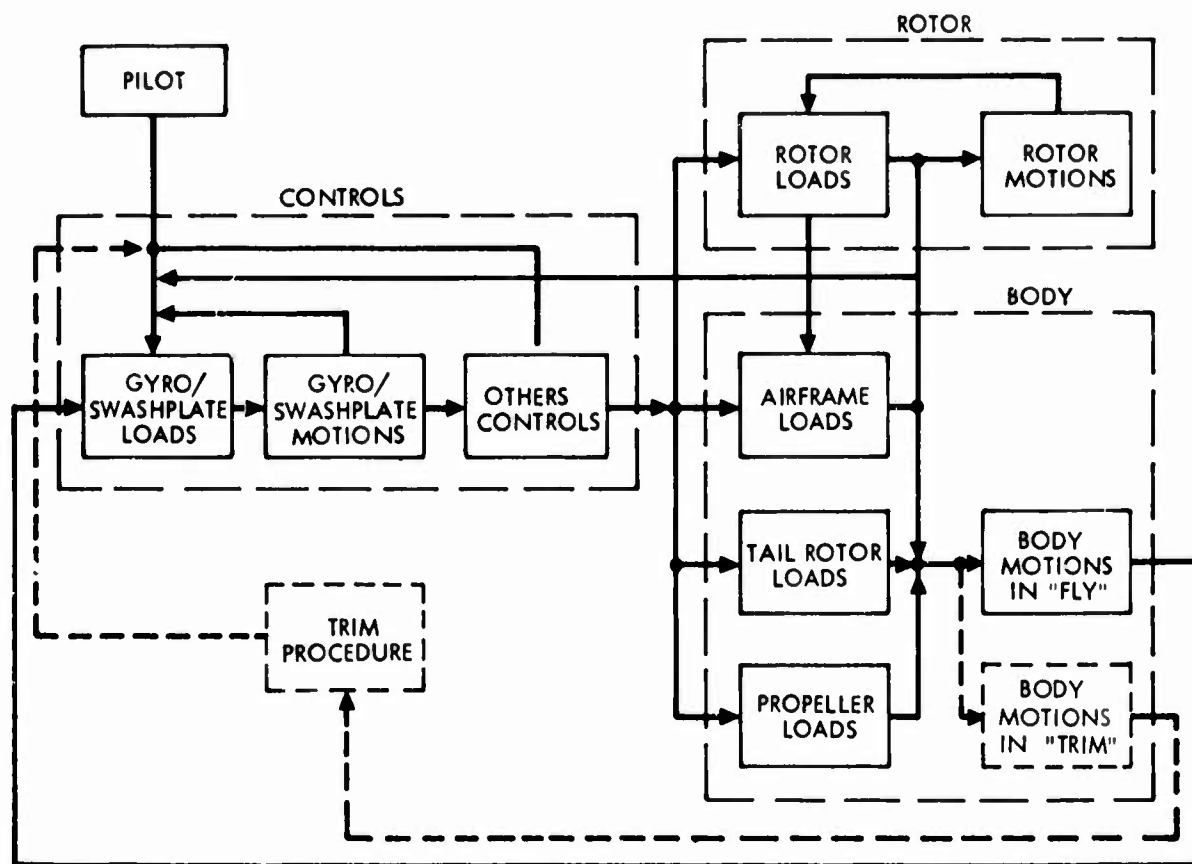 ROTOR
PILOT
ROTOR
LOADS
ROTOR
MOTIONS
CONTROLS
BODY
GYRO/
SWASHPLATE
LOADS
GYRO/
SWASHPLATE
MOTIONS
OTHERS
CONTROLS
AIRFRAME
LOADS
TAIL ROTOR
LOADS
BODY
MOTIONS
IN "FLY"
TRIM
PROCEDURE
PROPELLER
LOADS
BODY
MOTIONS
IN "TRIM"